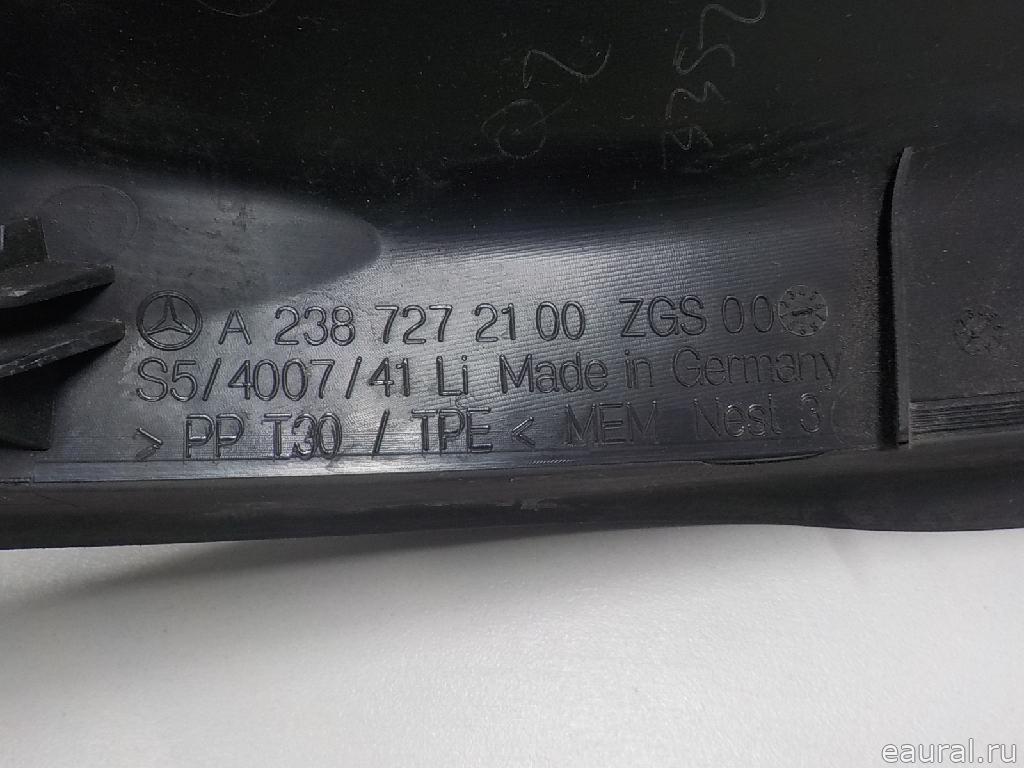 A 238 727 21 00 ZGS 00
S5/4007/41 Li Made in Germany
> PP T30 / TPE < MEM Nest 3
eaural.ru